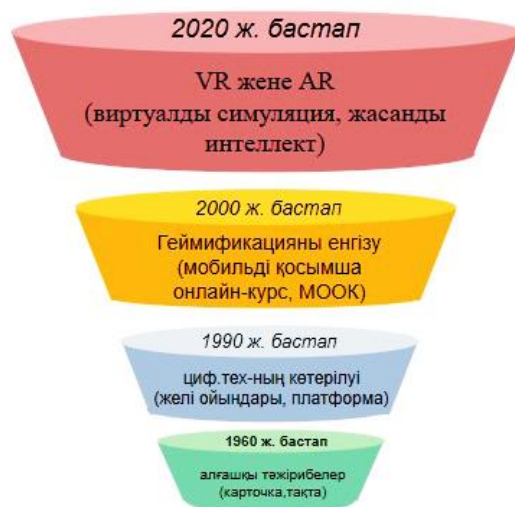 2020 ж. бастап
VR жене AR
(виртуалды симуляция, жасанды
интеллект)
2000 ж. бастап
Геймификацияны енгізу
(мобильді қосымша
онлайн-курс, МООК)
1990 ж. бастап
циф.тех-ның көтерілуі
(желі ойындары, платформа)
1960 ж. бастап
алғашқы тәжірибелер
(карточка,тақта)